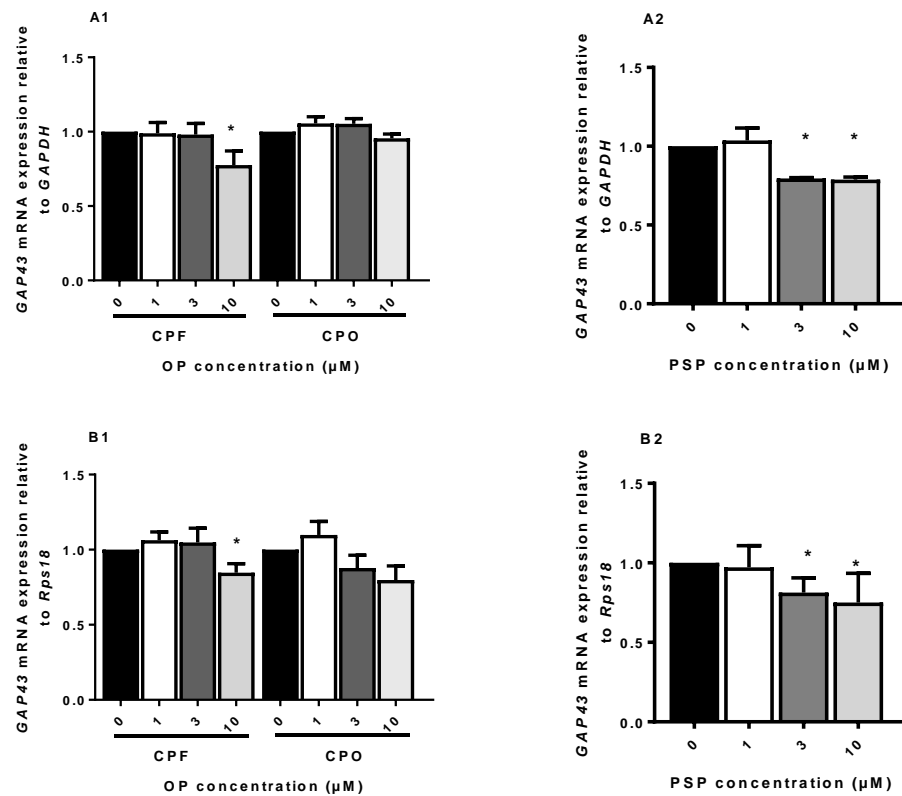 A1
GAP43 mRNA expression relative
to GAPDH
1.5
1.0
0.5
0.0
*
0 1 3 10 0 1 3 10
CPF CPO
OP concentration (µM)
A2
GAP43 mRNA expression relative
to GAPDH
1.5
1.0
0.5
0.0
* *
0 1 3 10
PSP concentration (µM)
B1
GAP43 mRNA expression relative
to Rps18
1.5
1.0
0.5
0.0
*
0 1 3 10 0 1 3 10
CPF CPO
OP concentration (µM)
B2
GAP43 mRNA expression relative
to Rps18
1.5
1.0
0.5
0.0
* *
0 1 3 10
PSP concentration (µM)